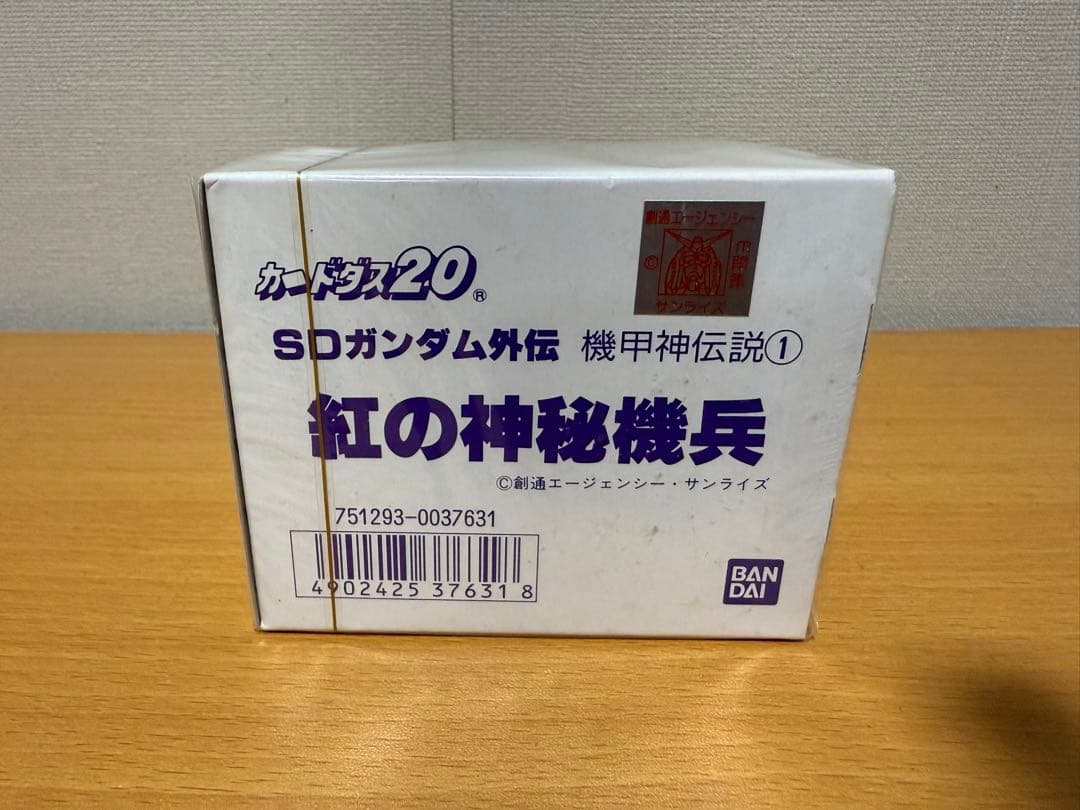 創通エージェンシー
©
サンライズ
カードダス20®
SDガンダム外伝 機甲神伝説①
紅の神秘機兵
©創通エージェンシー・サンライズ
751293-0037631
4902425 376318
BAN
DAI